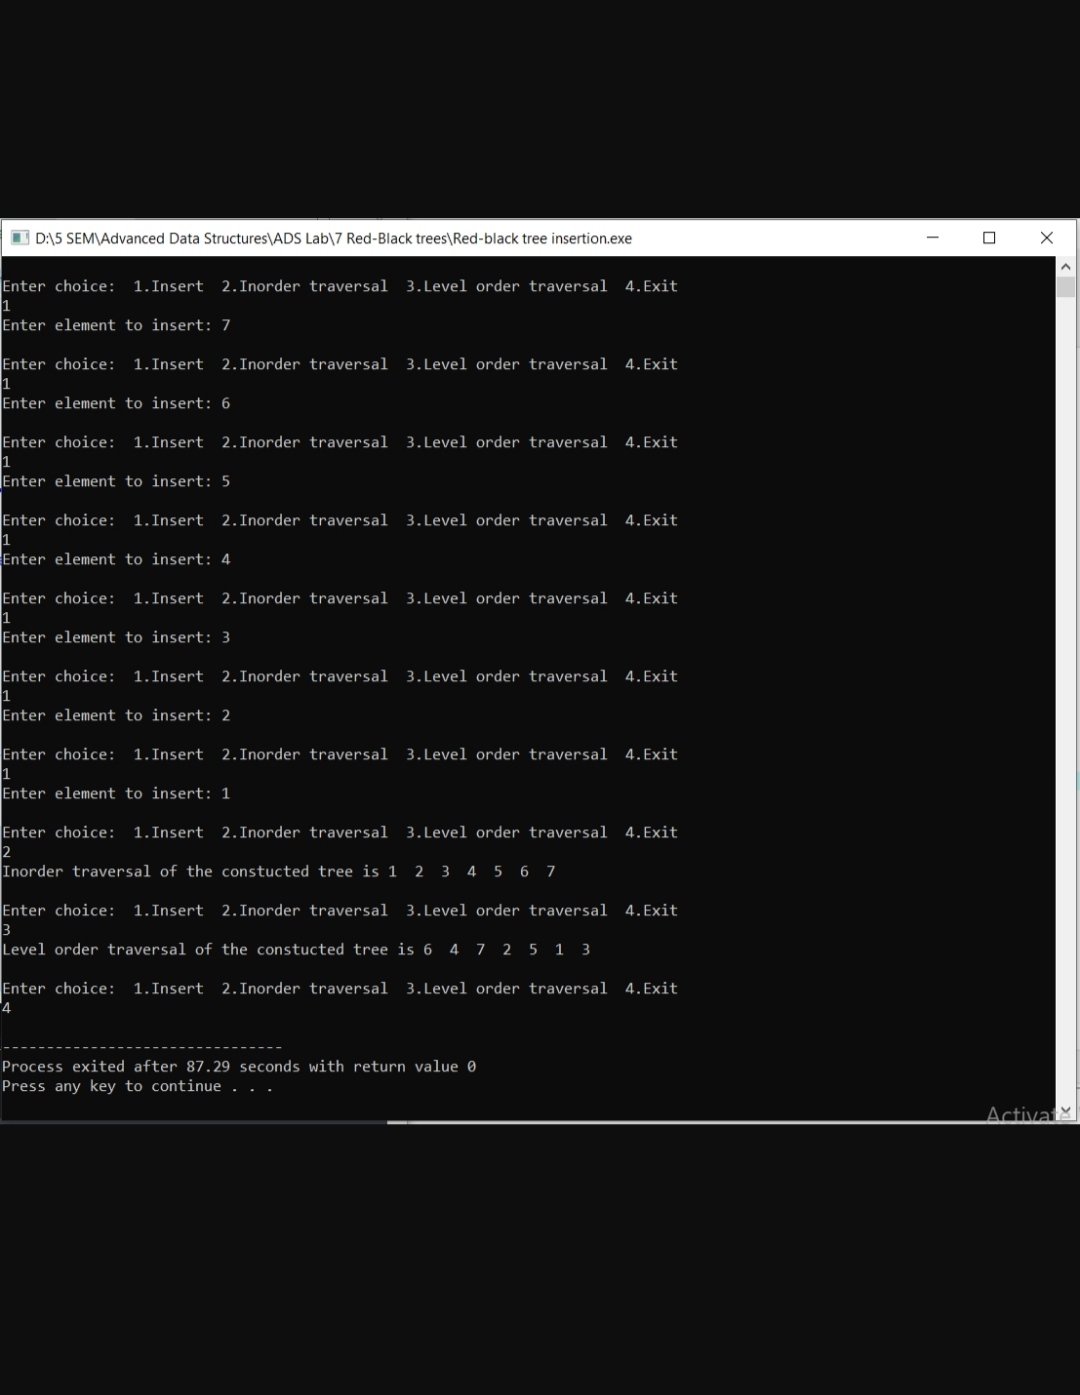 D:\5 SEM\Advanced Data Structures\ADS Lab\7 Red-Black trees\Red-black tree insertion.exe
Enter choice:  1.Insert  2.Inorder traversal  3.Level order traversal  4.Exit
1
Enter element to insert: 7
Enter choice:  1.Insert  2.Inorder traversal  3.Level order traversal  4.Exit
1
Enter element to insert: 6
Enter choice:  1.Insert  2.Inorder traversal  3.Level order traversal  4.Exit
1
Enter element to insert: 5
Enter choice:  1.Insert  2.Inorder traversal  3.Level order traversal  4.Exit
1
Enter element to insert: 4
Enter choice:  1.Insert  2.Inorder traversal  3.Level order traversal  4.Exit
1
Enter element to insert: 3
Enter choice:  1.Insert  2.Inorder traversal  3.Level order traversal  4.Exit
1
Enter element to insert: 2
Enter choice:  1.Insert  2.Inorder traversal  3.Level order traversal  4.Exit
1
Enter element to insert: 1
Enter choice:  1.Insert  2.Inorder traversal  3.Level order traversal  4.Exit
2
Inorder traversal of the constucted tree is 1  2  3  4  5  6  7
Enter choice:  1.Insert  2.Inorder traversal  3.Level order traversal  4.Exit
3
Level order traversal of the constucted tree is 6  4  7  2  5  1  3
Enter choice:  1.Insert  2.Inorder traversal  3.Level order traversal  4.Exit
4
--------------------------------
Process exited after 87.29 seconds with return value 0
Press any key to continue . . .
Activate